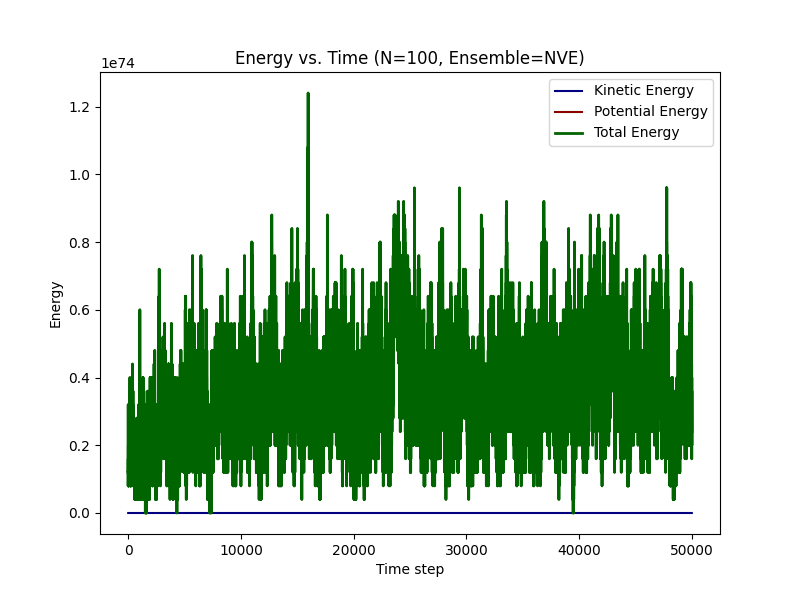 Energy vs. Time (N=100, Ensemble=NVE)
1e74
Kinetic Energy
Potential Energy
Total Energy
1.2
1.0
0.8
0.6
0.4
0.2
0.0
Energy
0 10000 20000 30000 40000 50000
Time step